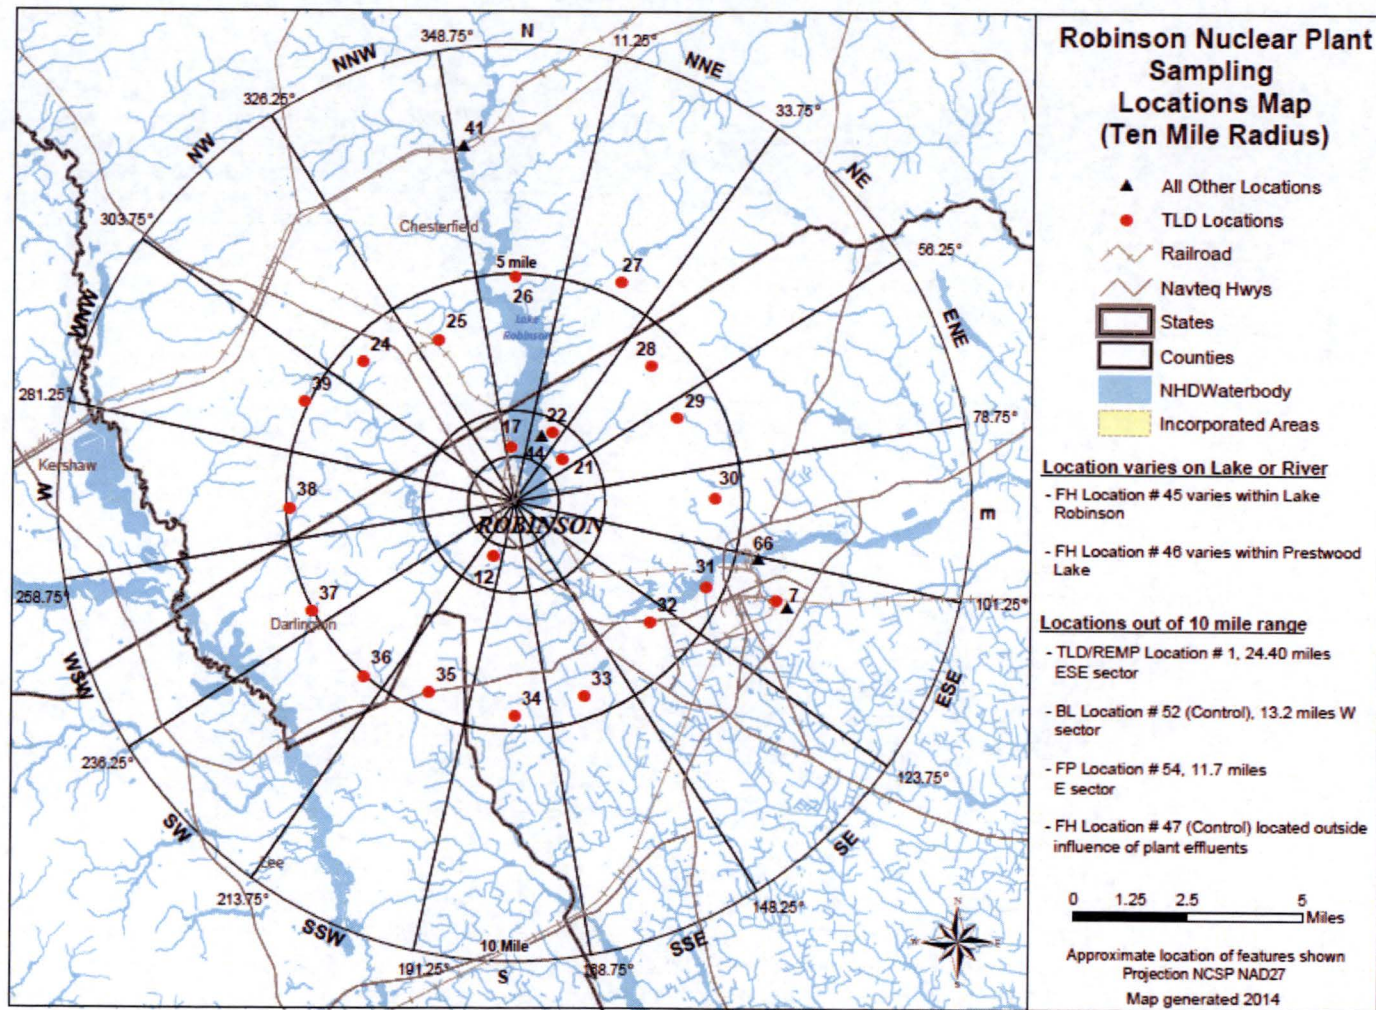 348.75°
N
11.25°
NNW
NNE
326.25°
33.75°
41
NW
NE
303.75°
Chesterfield
56.25°
5 mile
27
26
WNW
Lake
Robinson
25
ENE
24
28
39
281.25°
29
78.75°
22
17
44
21
Kershaw
W
30
38
E
ROBINSON
66
12
31
258.75°
37
7
101.25°
32
Darlington
WSW
36
35
33
ESE
34
236.25°
123.75°
SW
SE
Lee
213.75°
148.25°
SSW
SSE
10 Mile
191.25°
S
168.75°
N
W
E
S
Robinson Nuclear Plant
Sampling
Locations Map
(Ten Mile Radius)
All Other Locations
TLD Locations
Railroad
Navteq Hwys
States
Counties
NHDWaterbody
Incorporated Areas
Location varies on Lake or River
- FH Location # 45 varies within Lake
Robinson
- FH Location # 46 varies within Prestwood
Lake
Locations out of 10 mile range
- TLD/REMP Location # 1, 24.40 miles
ESE sector
- BL Location # 52 (Control), 13.2 miles W
sector
- FP Location # 54, 11.7 miles
E sector
- FH Location # 47 (Control) located outside
influence of plant effluents
0 1.25 2.5 5
Miles
Approximate location of features shown
Projection NCSP NAD27
Map generated 2014